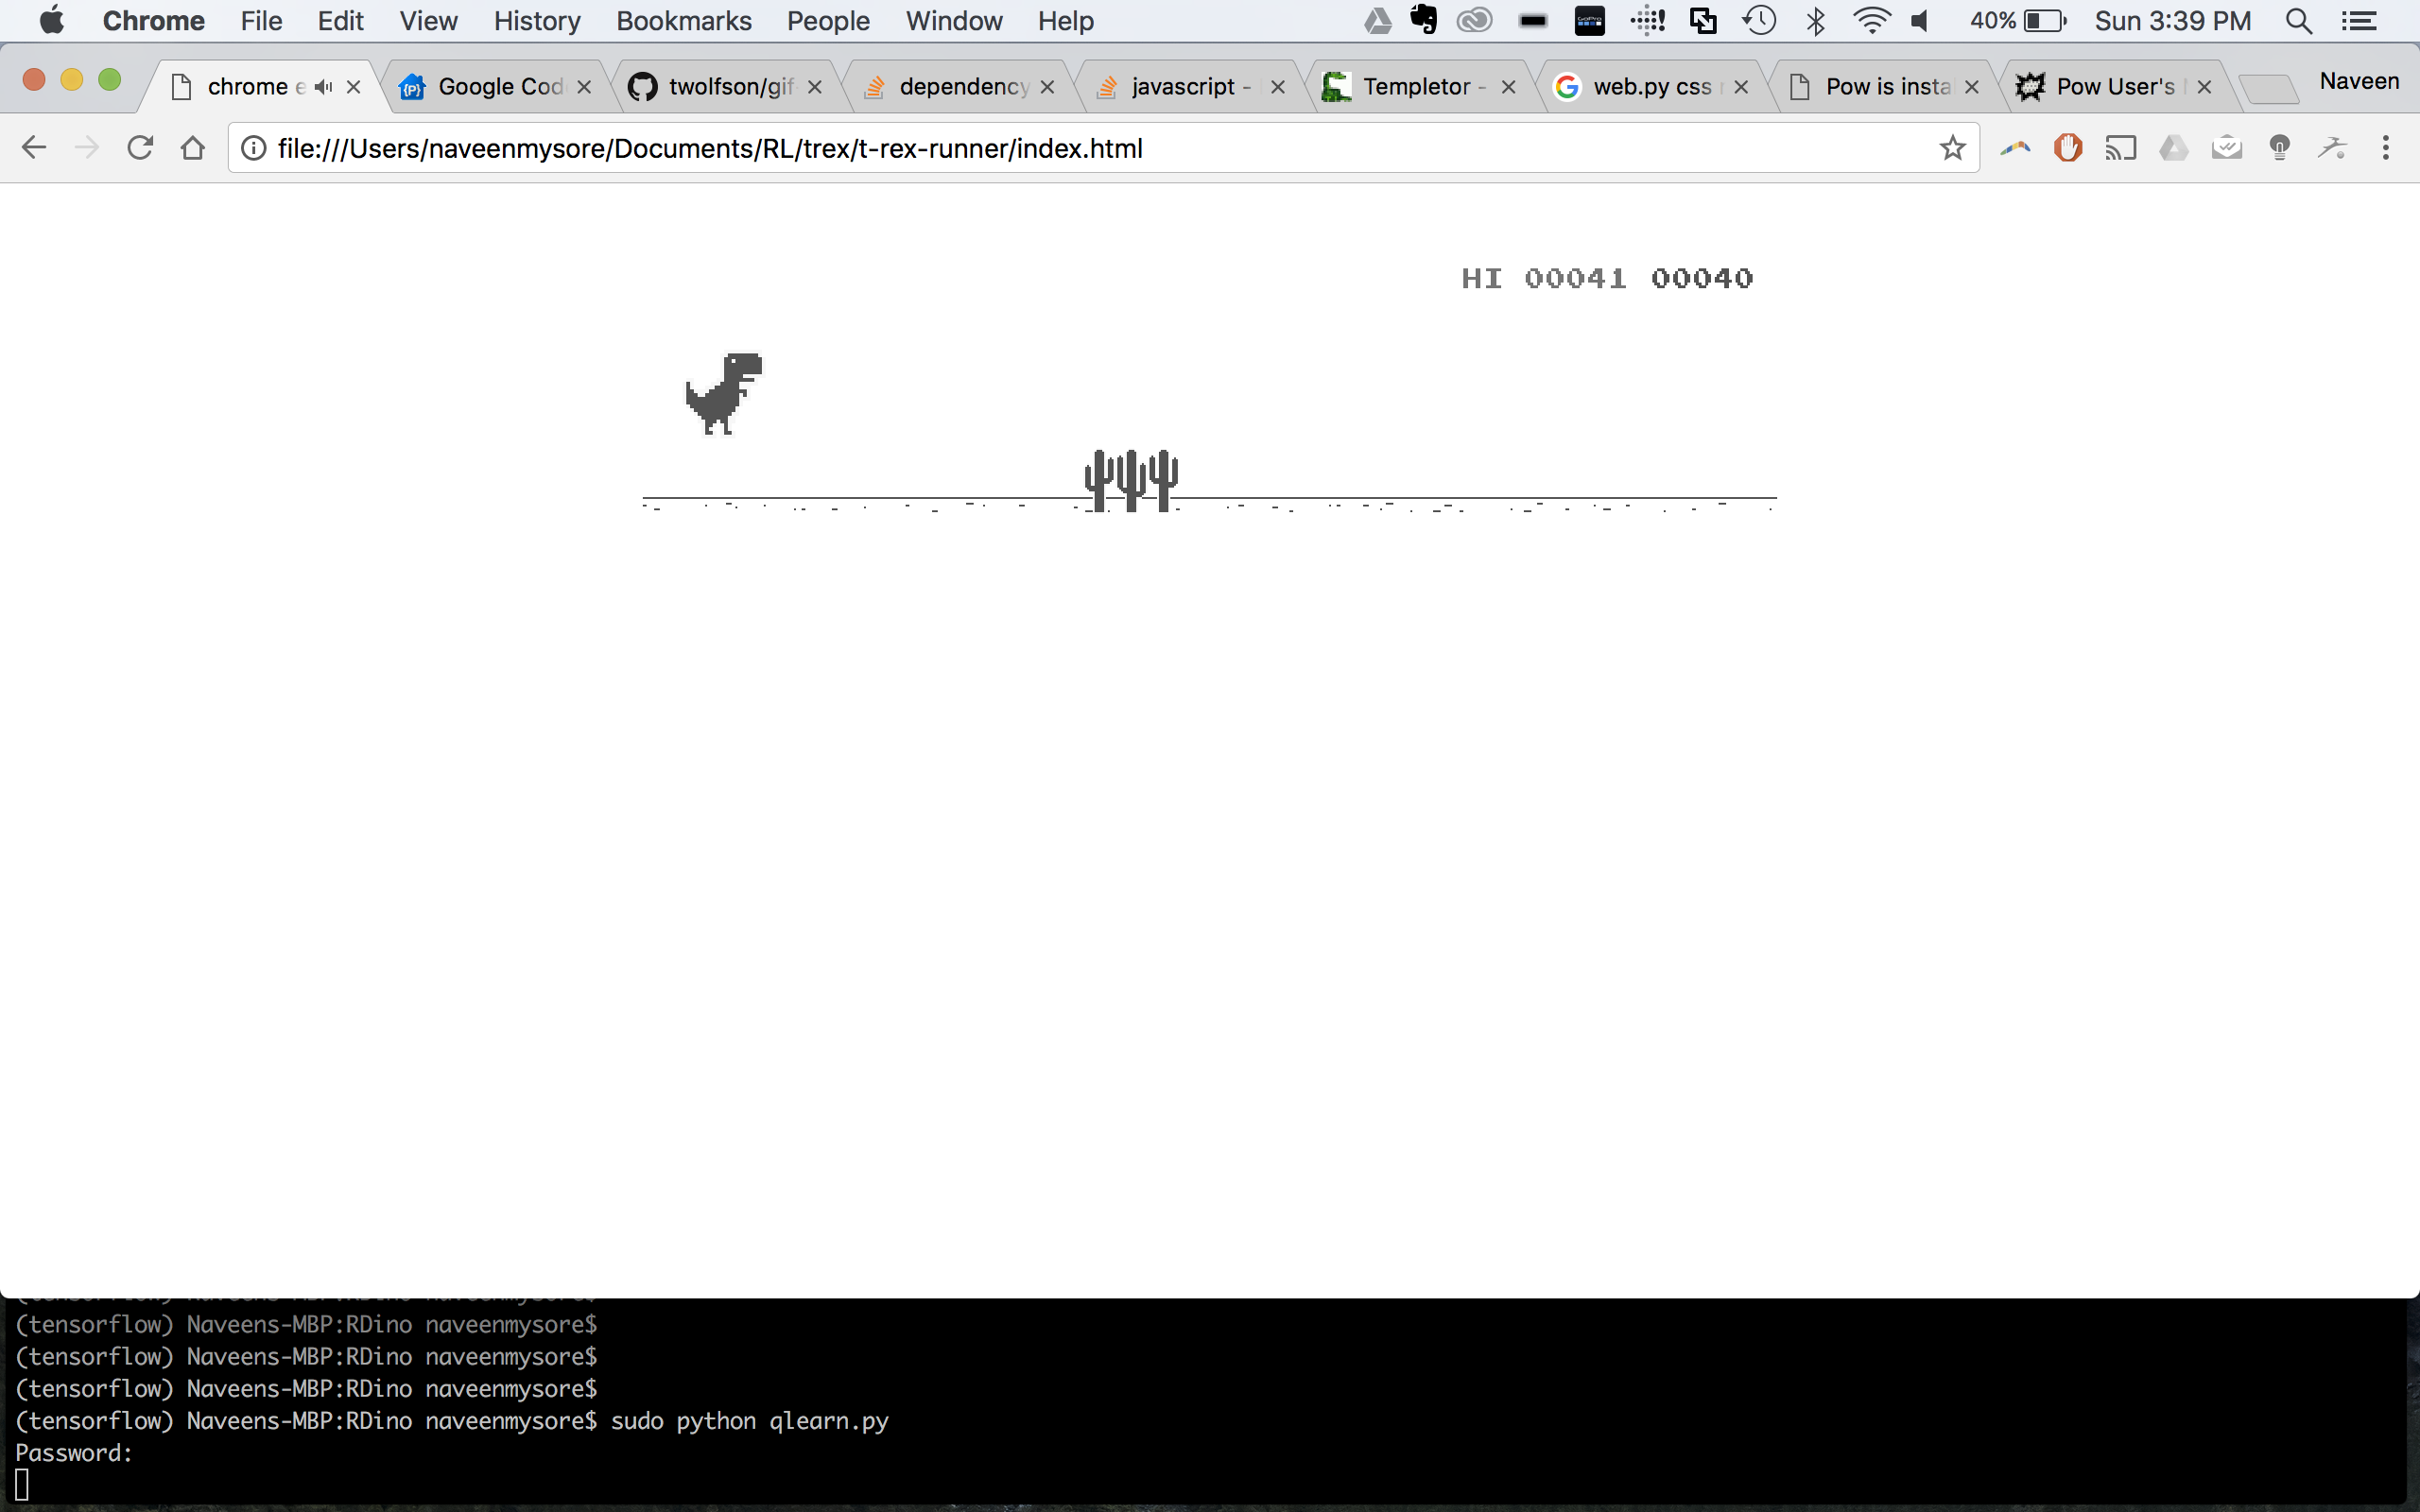 Chrome File Edit View History Bookmarks People Window Help 40% Sun 3:39 PM
chrome e Google Cod twolfson/gif dependency javascript - Templetor - web.py css Pow is insta Pow User's Naveen
file:///Users/naveenmysore/Documents/RL/trex/t-rex-runner/index.html
HI 00041 00040
(tensorflow) Naveens-MBP:RDino naveenmysore$
(tensorflow) Naveens-MBP:RDino naveenmysore$
(tensorflow) Naveens-MBP:RDino naveenmysore$
(tensorflow) Naveens-MBP:RDino naveenmysore$ sudo python qlearn.py
Password: